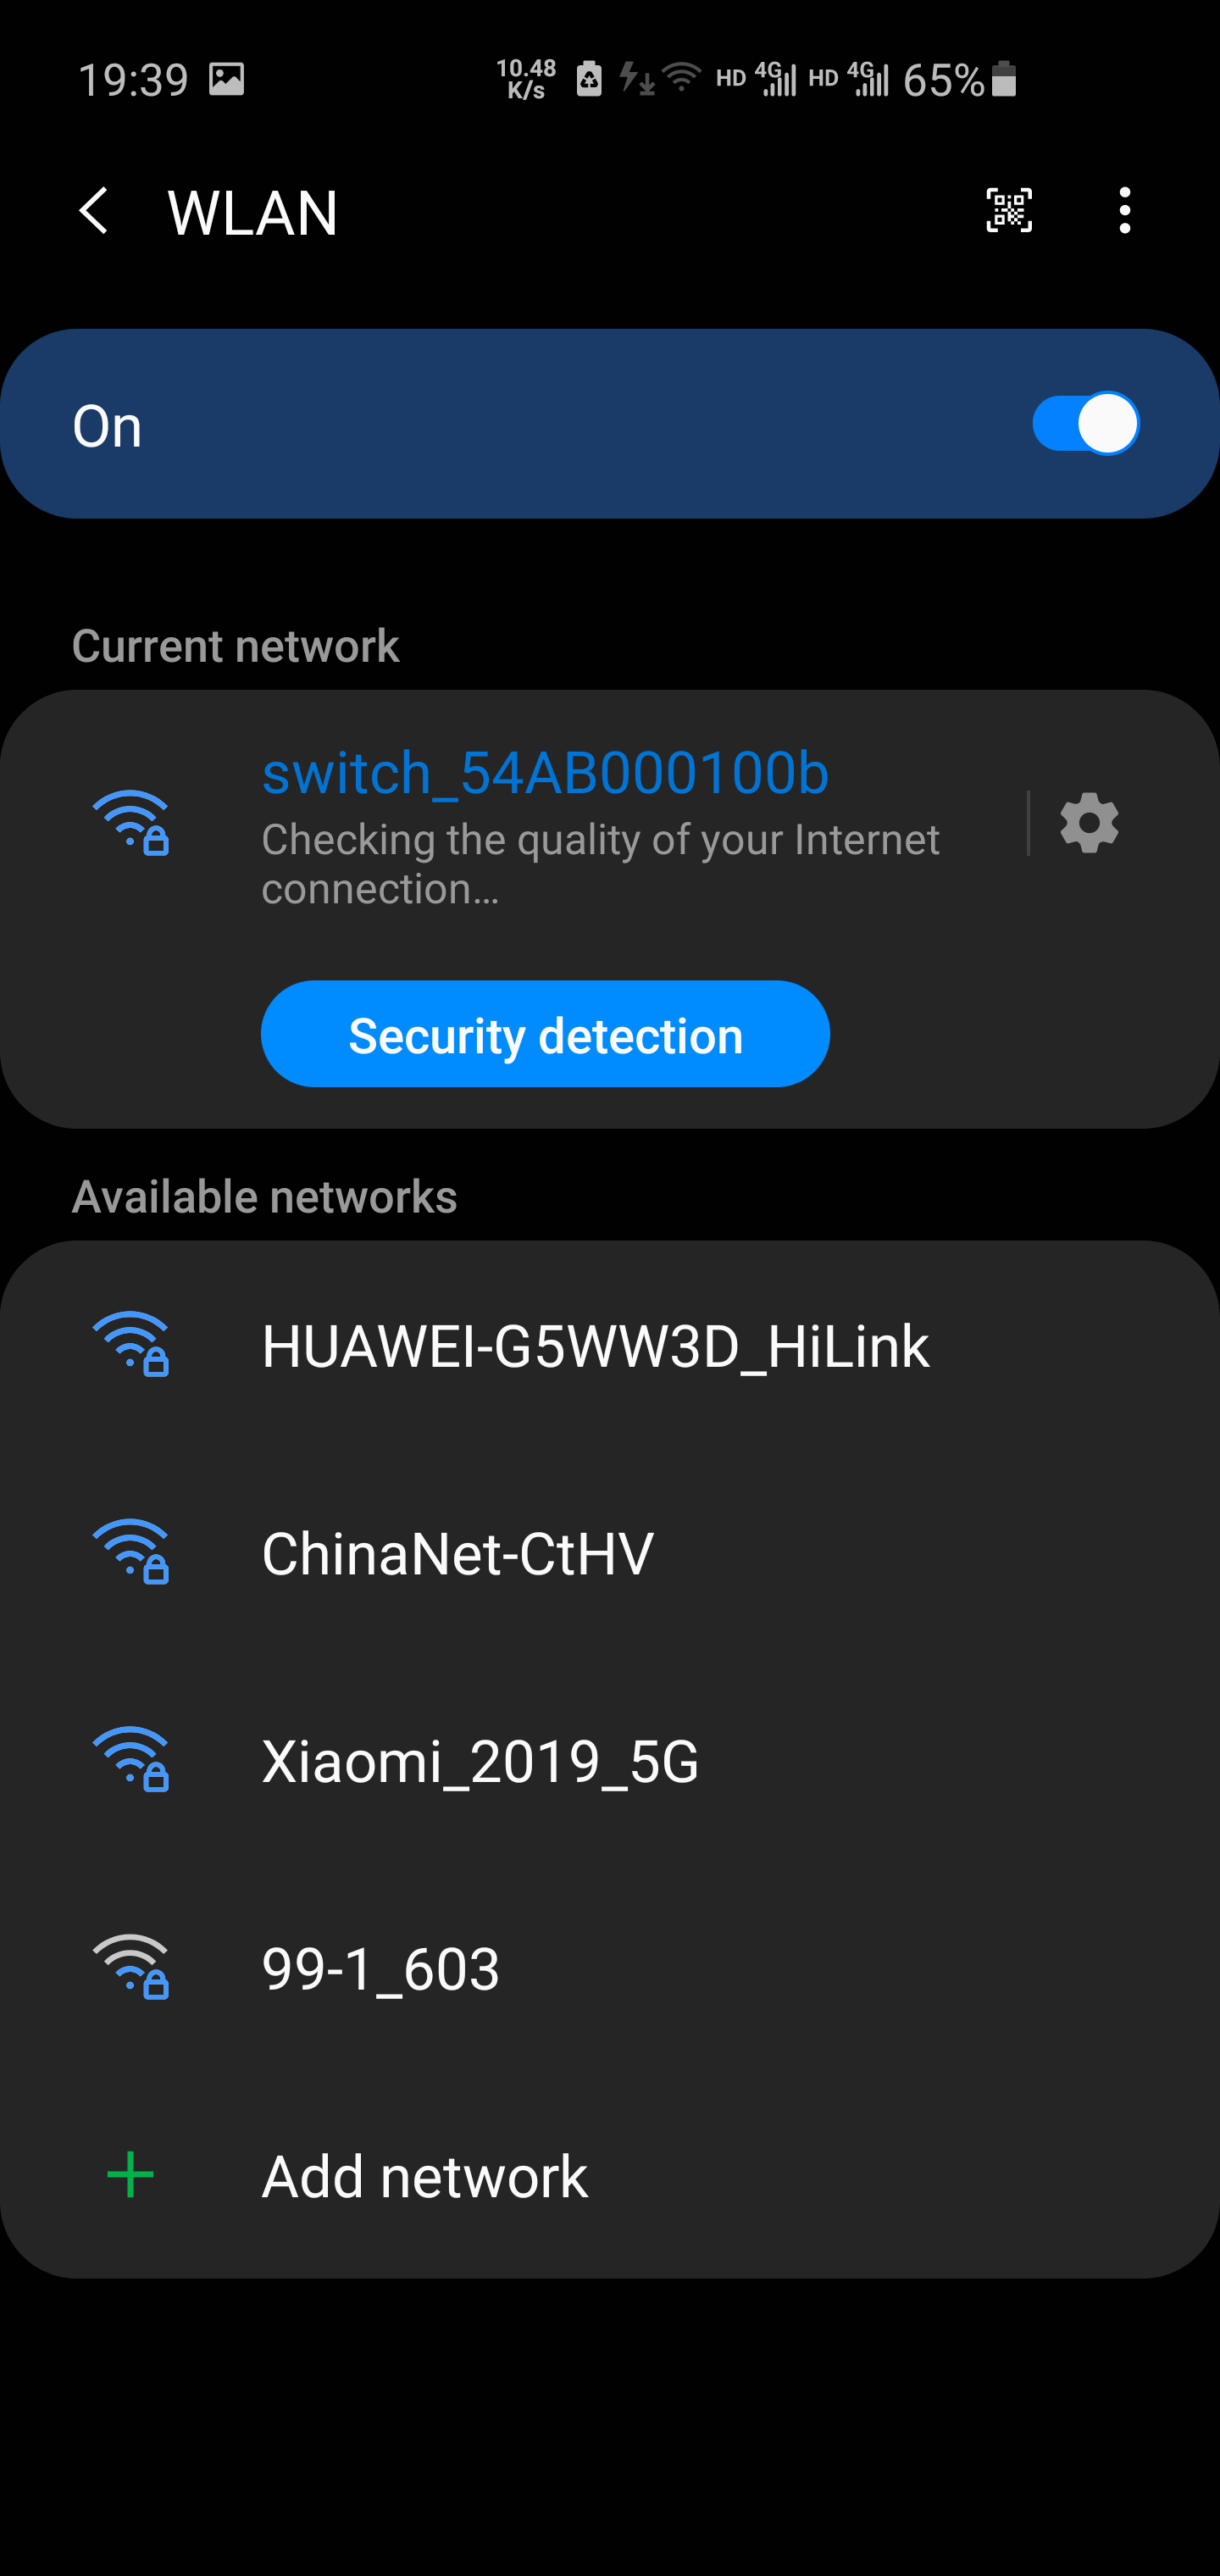 19:39
10.48
K/s
HD 4G HD 4G 65%
WLAN
On
Current network
switch_54AB000100b
Checking the quality of your Internet
connection...
Security detection
Available networks
HUAWEI-G5WW3D_HiLink
ChinaNet-CtHV
Xiaomi_2019_5G
99-1_603
Add network